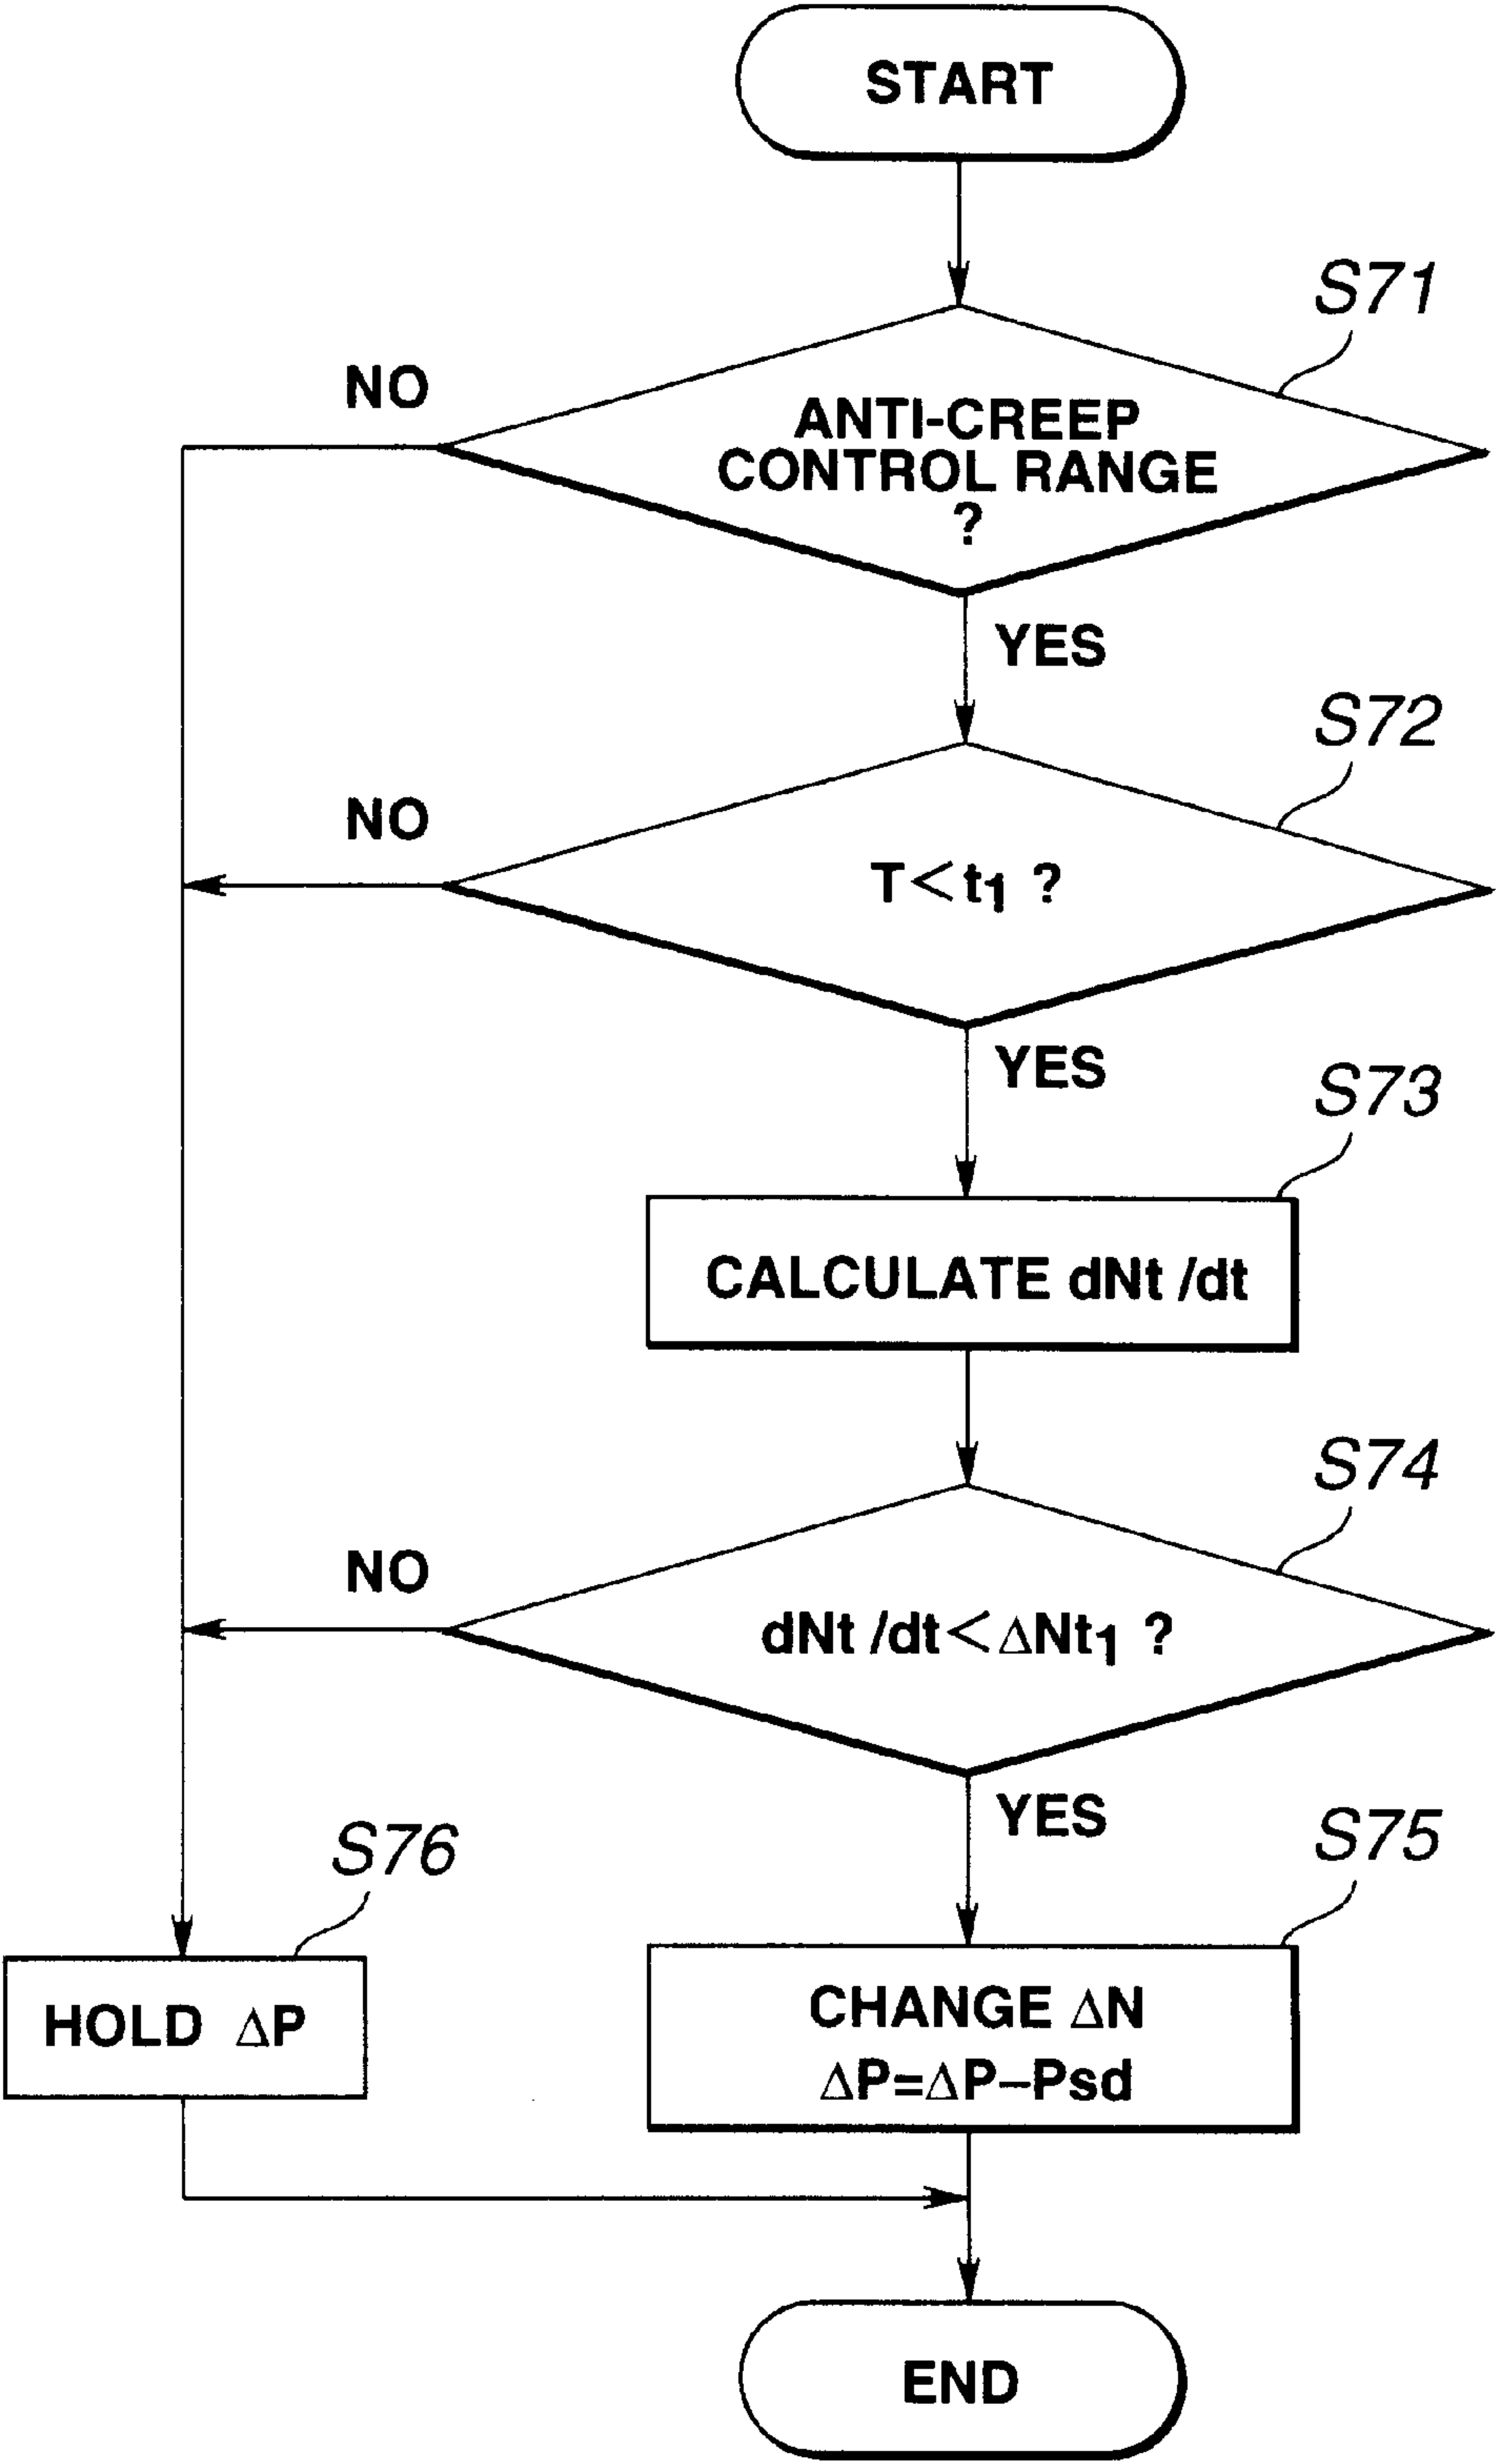 START
S71
NO
ANTI-CREEP
CONTROL RANGE
?
YES
S72
NO
T<t₁ ?
YES
S73
CALCULATE dNt /dt
S74
NO
dNt /dt<ΔNt₁ ?
YES
S76
S75
HOLD ΔP
CHANGE ΔN
ΔP=ΔP–Psd
END